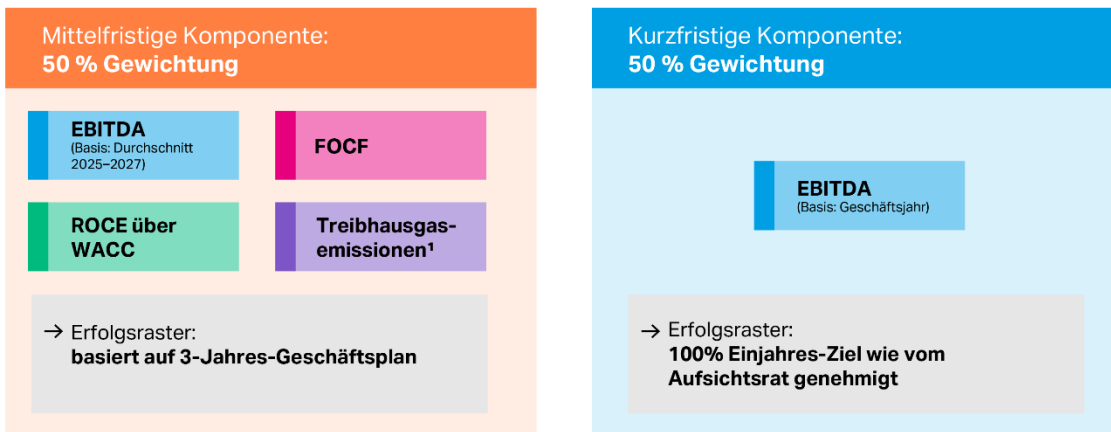 Mittelfristige Komponente:
50 % Gewichtung
EBITDA
(Basis: Durchschnitt
2025–2027)
FOCF
ROCE über
WACC
Treibhausgas-
emissionen¹
→ Erfolgsraster:
basiert auf 3-Jahres-Geschäftsplan
Kurzfristige Komponente:
50 % Gewichtung
EBITDA
(Basis: Geschäftsjahr)
→ Erfolgsraster:
100% Einjahres-Ziel wie vom
Aufsichtsrat genehmigt